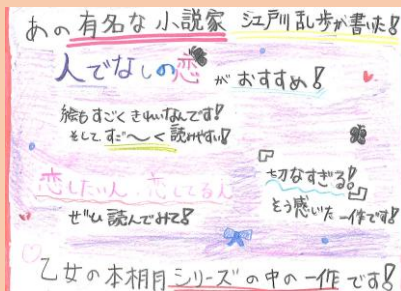 あの有名な小説家 江戸川乱歩が書いた!
人でなしの恋がおすすめ!
絵もすごくきれいなんです!
そしてすご〜く読みやすい!
恋したい人、恋してる人
ぜひ読んでみて!
『切なすぎる!』
そう感じた一作です!
乙女の本棚シリーズの中の一作です!